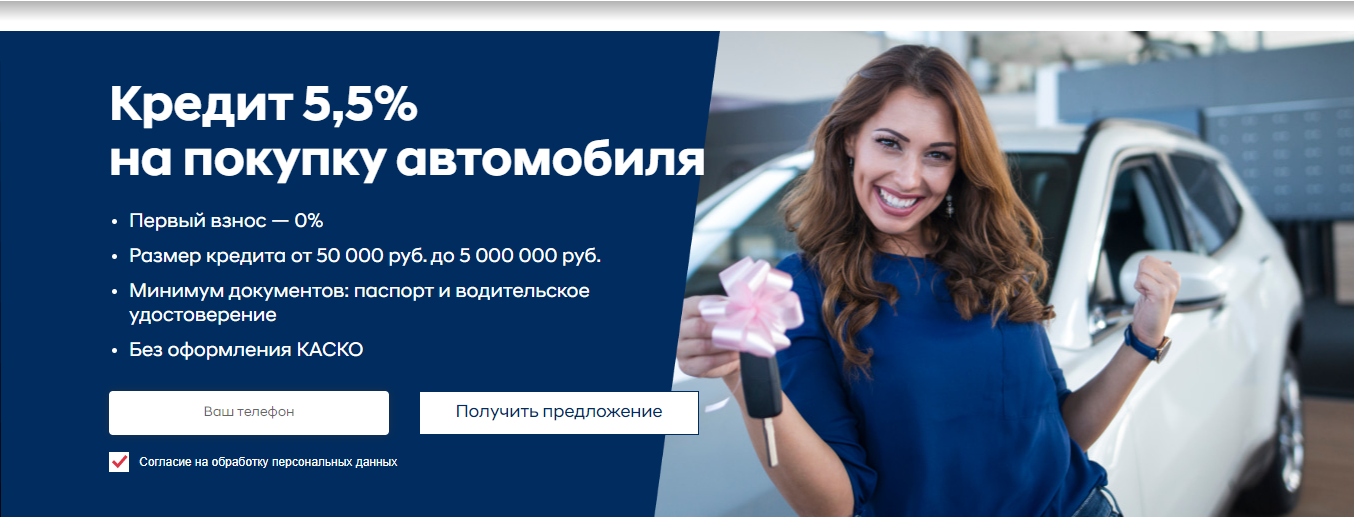 Кредит 5,5%
на покупку автомобиля
• Первый взнос — 0%
• Размер кредита от 50 000 руб. до 5 000 000 руб.
• Минимум документов: паспорт и водительское
удостоверение
• Без оформления КАСКО
Ваш телефон
Получить предложение
Согласие на обработку персональных данных